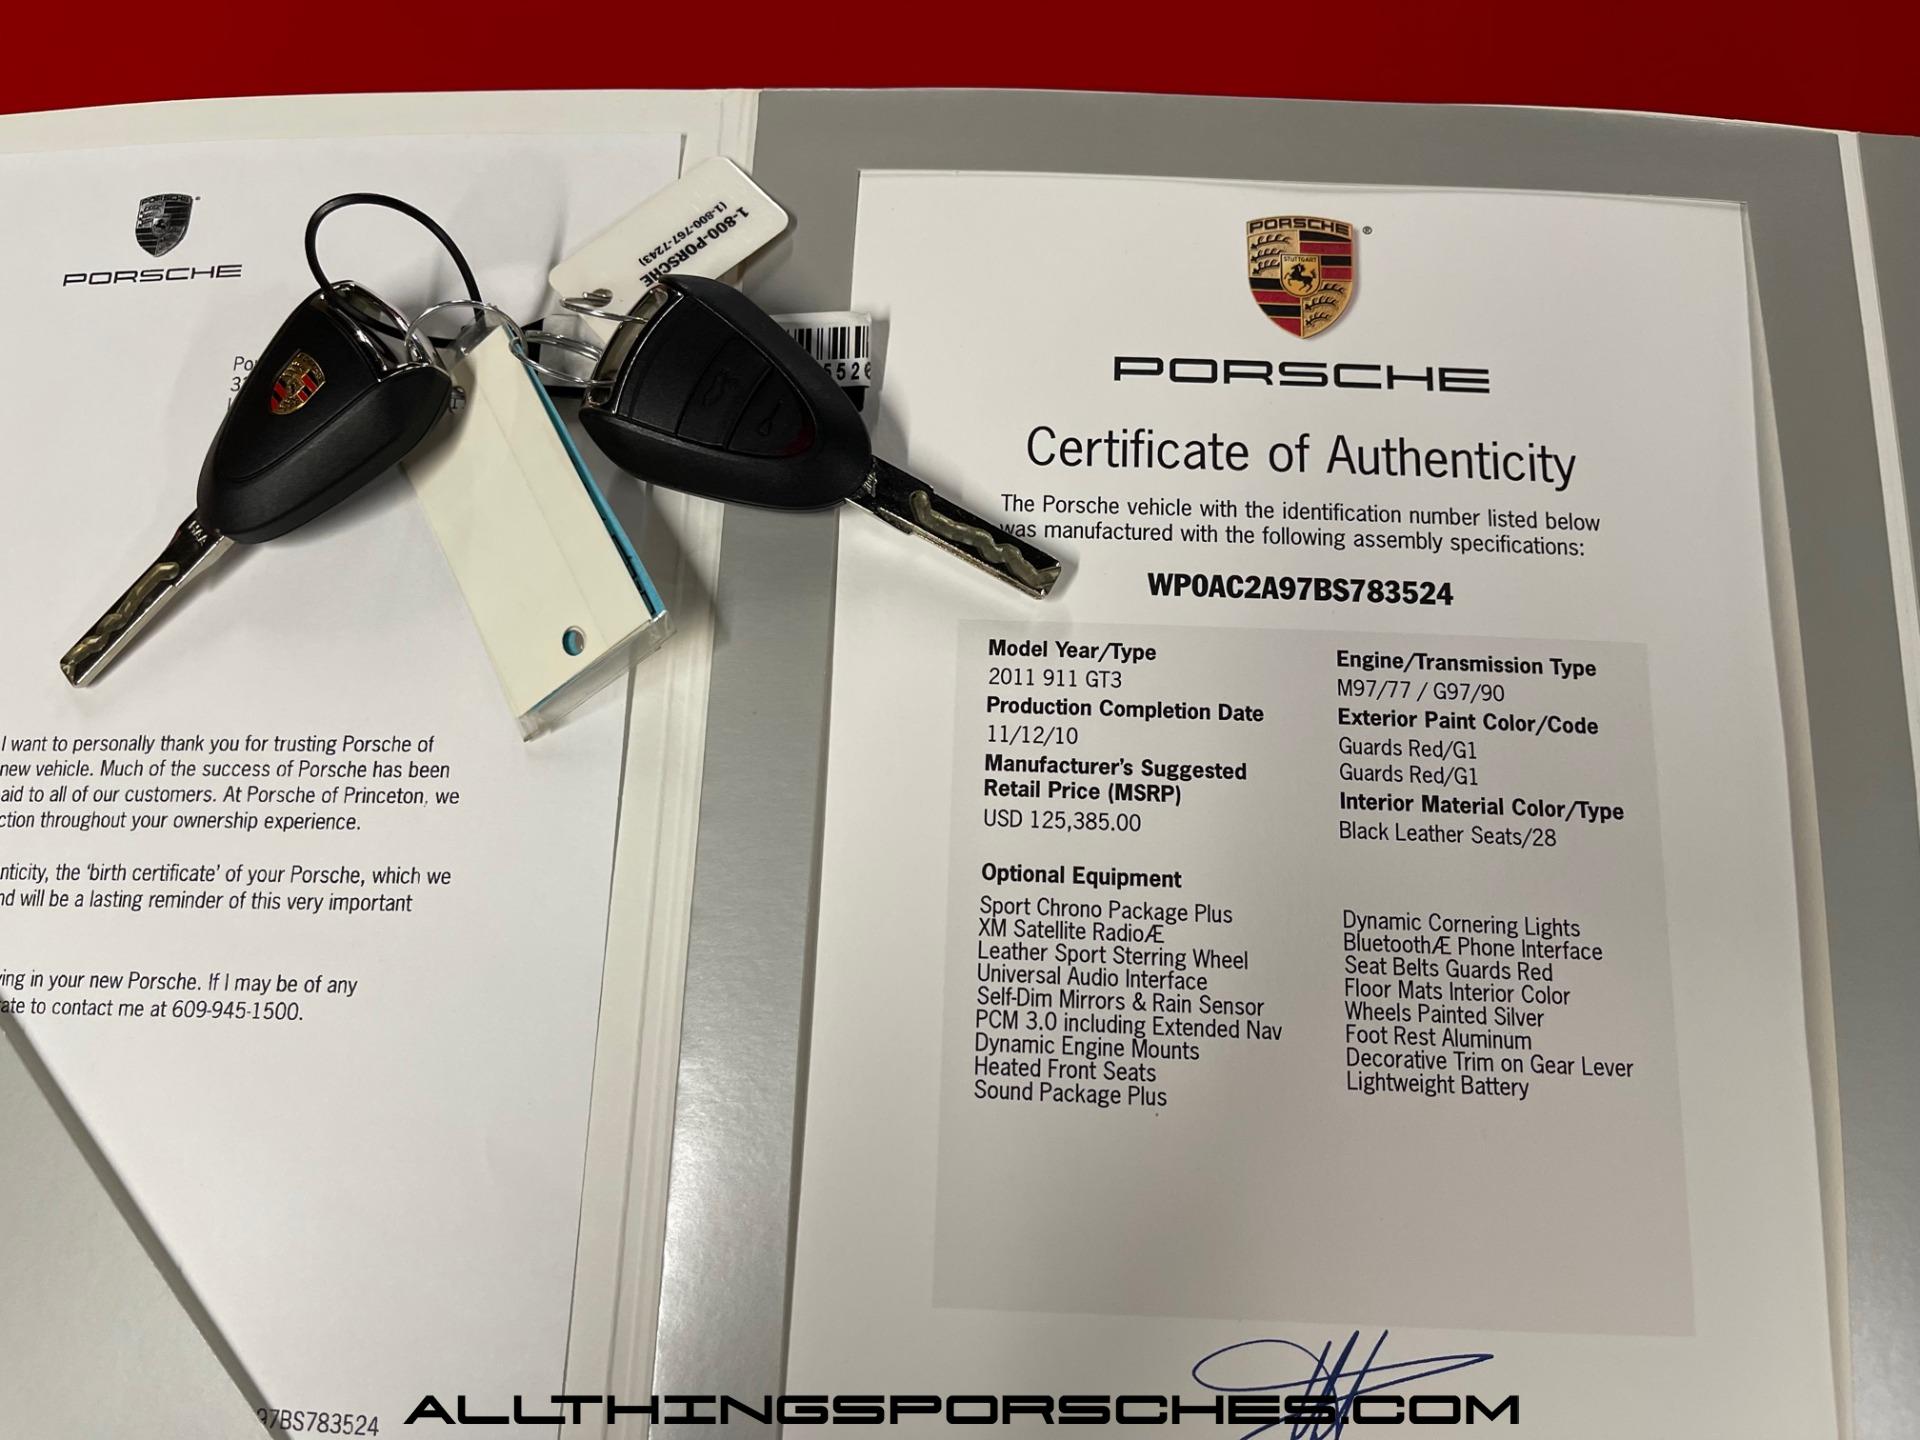 PORSCHE
PORSCHE
1-800-PORSCHE
(1-800-767-7243)
I want to personally thank you for trusting Porsche of
new vehicle. Much of the success of Porsche has been
aid to all of our customers. At Porsche of Princeton, we
ction throughout your ownership experience.
nticity, the 'birth certificate' of your Porsche, which we
nd will be a lasting reminder of this very important
ing in your new Porsche. If I may be of any
ate to contact me at 609-945-1500.
97BS783524
PORSCHE
STUTTGART
PORSCHE
Certificate of Authenticity
The Porsche vehicle with the identification number listed below
was manufactured with the following assembly specifications:
WP0AC2A97BS783524
Model Year/Type
2011 911 GT3
Production Completion Date
11/12/10
Manufacturer's Suggested
Retail Price (MSRP)
USD 125,385.00
Engine/Transmission Type
M97/77 / G97/90
Exterior Paint Color/Code
Guards Red/G1
Guards Red/G1
Interior Material Color/Type
Black Leather Seats/28
Optional Equipment
Sport Chrono Package Plus
XM Satellite RadioÆ
Leather Sport Sterring Wheel
Universal Audio Interface
Self-Dim Mirrors & Rain Sensor
PCM 3.0 including Extended Nav
Dynamic Engine Mounts
Heated Front Seats
Sound Package Plus
Dynamic Cornering Lights
BluetoothÆ Phone Interface
Seat Belts Guards Red
Floor Mats Interior Color
Wheels Painted Silver
Foot Rest Aluminum
Decorative Trim on Gear Lever
Lightweight Battery
ALLTHINGSPORSCHES.COM